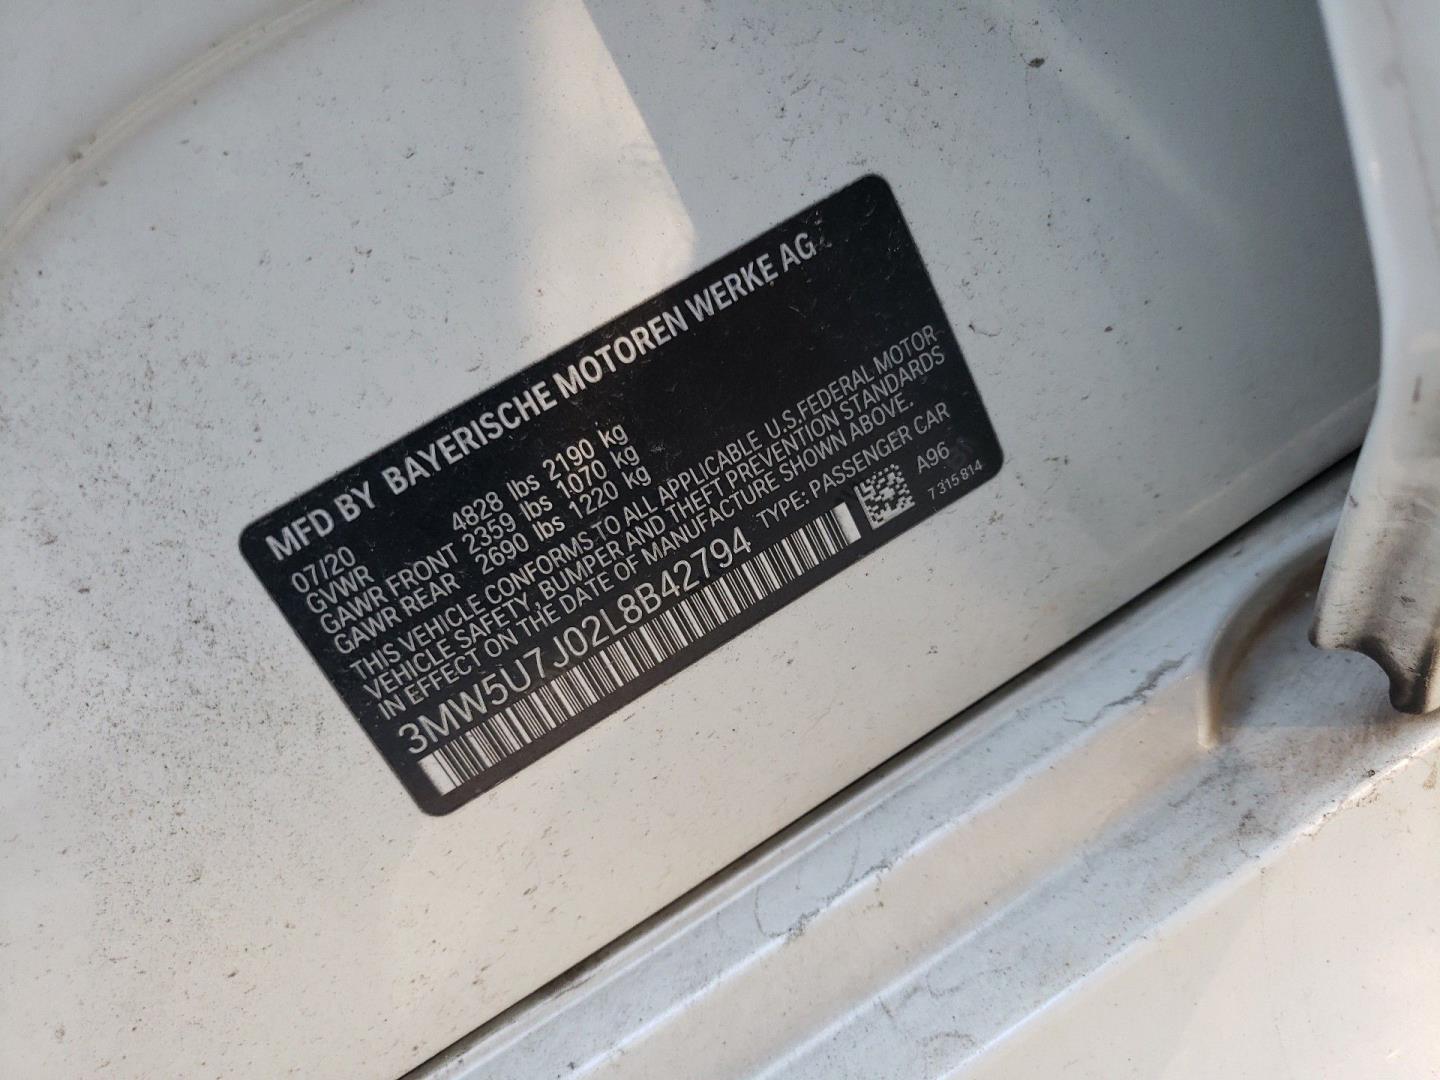 MFD BY BAYERISCHE MOTOREN WERKE AG
07/20
GVWR 4828 lbs 2190 kg
GAWR FRONT 2359 lbs 1070 kg
GAWR REAR 2690 lbs 1220 kg
THIS VEHICLE CONFORMS TO ALL APPLICABLE U.S.FEDERAL MOTOR
VEHICLE SAFETY, BUMPER AND THEFT PREVENTION STANDARDS
IN EFFECT ON THE DATE OF MANUFACTURE SHOWN ABOVE.
3MW5U7J02L8B42794 TYPE: PASSENGER CAR
A96
7 315 814